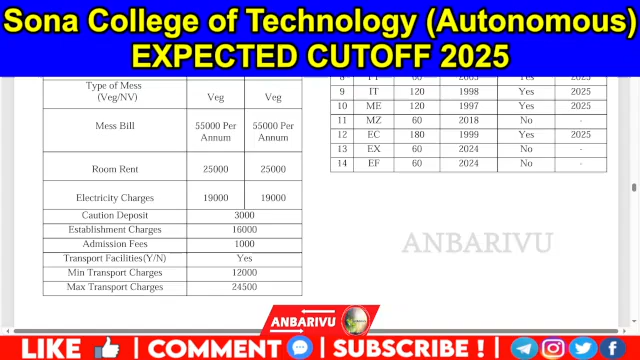 Sona College of Technology (Autonomous)
EXPECTED CUTOFF 2025
Type of Mess
(Veg/NV) Veg Veg
Mess Bill 55000 Per Annum 55000 Per Annum
Room Rent 25000 25000
Electricity Charges 19000 19000
Caution Deposit 3000
Establishment Charges 16000
Admission Fees 1000
Transport Facilities(Y/N) Yes
Min Transport Charges 12000
Max Transport Charges 24500
9 IT 120 1998 Yes 2025
10 ME 120 1997 Yes 2025
11 MZ 60 2018 No -
12 EC 180 1999 Yes 2025
13 EX 60 2024 No -
14 EF 60 2024 No -
ANBARIVU
ANBARIVU
LIKE | COMMENT | SUBSCRIBE |